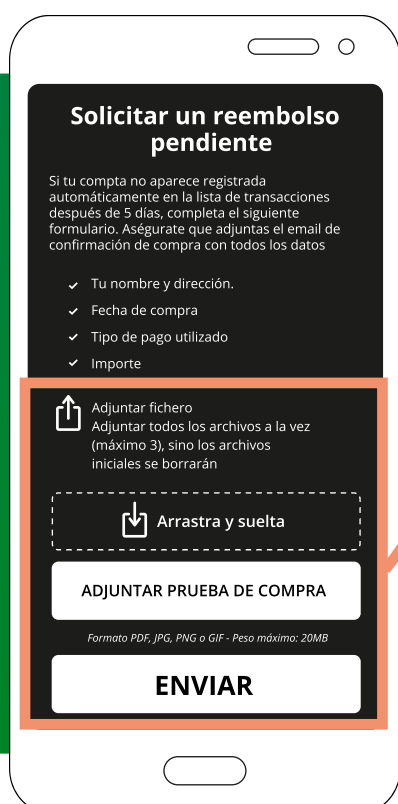 Solicitar un reembolso
pendiente
Si tu compta no aparece registrada
automáticamente en la lista de transacciones
después de 5 días, completa el siguiente
formulario. Aségurate que adjuntas el email de
confirmación de compra con todos los datos
Tu nombre y dirección.
Fecha de compra
Tipo de pago utilizado
Importe
Adjuntar fichero
Adjuntar todos los archivos a la vez
(máximo 3), sino los archivos
iniciales se borrarán
Arrastra y suelta
ADJUNTAR PRUEBA DE COMPRA
Formato PDF, JPG, PNG o GIF - Peso máximo: 20MB
ENVIAR